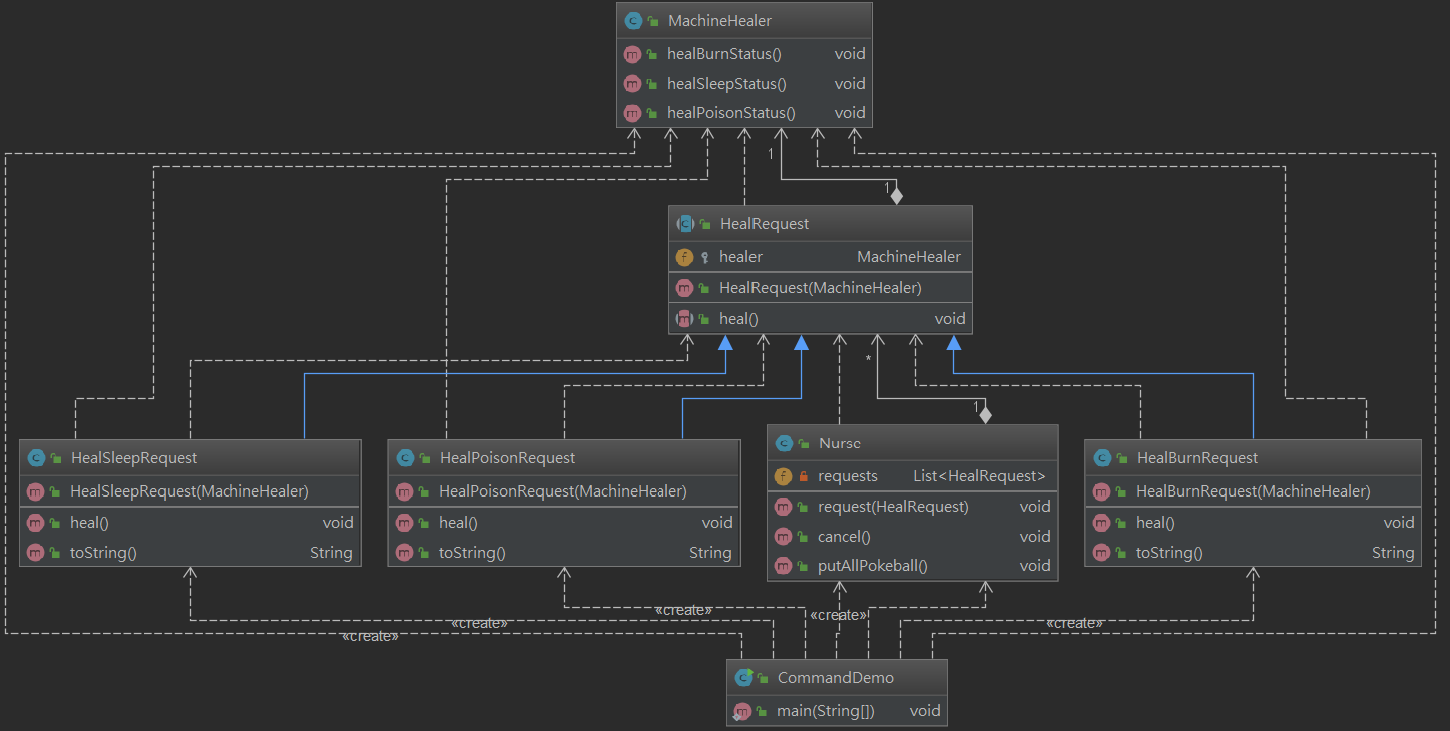 MachineHealer
healBurnStatus() void
healSleepStatus() void
healPoisonStatus() void
1
1
HealRequest
healer MachineHealer
HealRequest(MachineHealer)
heal() void
*
1
HealSleepRequest
HealSleepRequest(MachineHealer)
heal() void
toString() String
HealPoisonRequest
HealPoisonRequest(MachineHealer)
heal() void
toString() String
Nurse
requests List<HealRequest>
request(HealRequest) void
cancel() void
putAllPokeball() void
HealBurnRequest
HealBurnRequest(MachineHealer)
heal() void
toString() String
«create»
«create»
«create»
«create»
«create»
CommandDemo
main(String[]) void